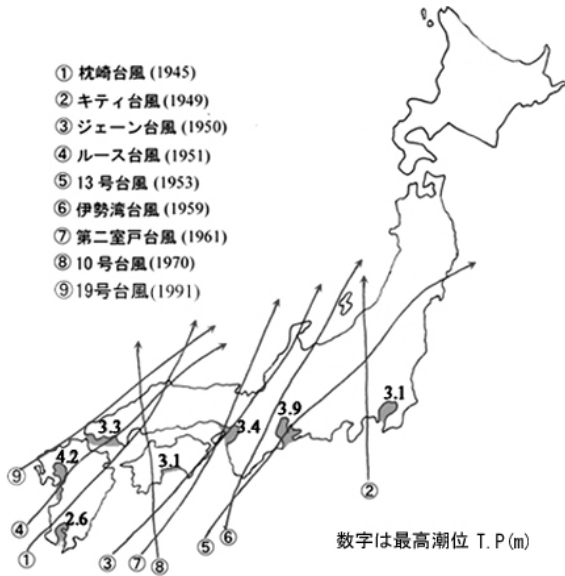 ① 枕崎台風 (1945)
② キティ台風 (1949)
③ ジェーン台風 (1950)
④ ルース台風 (1951)
⑤ 13 号台風 (1953)
⑥ 伊勢湾台風 (1959)
⑦ 第二室戸台風 (1961)
⑧ 10 号台風 (1970)
⑨ 19号台風 (1991)
3.1
3.9
3.4
3.3
3.1
4.2
2.6
⑨
④
①
③
⑦
⑧
⑤
⑥
②
数字は最高潮位 T.P(m)